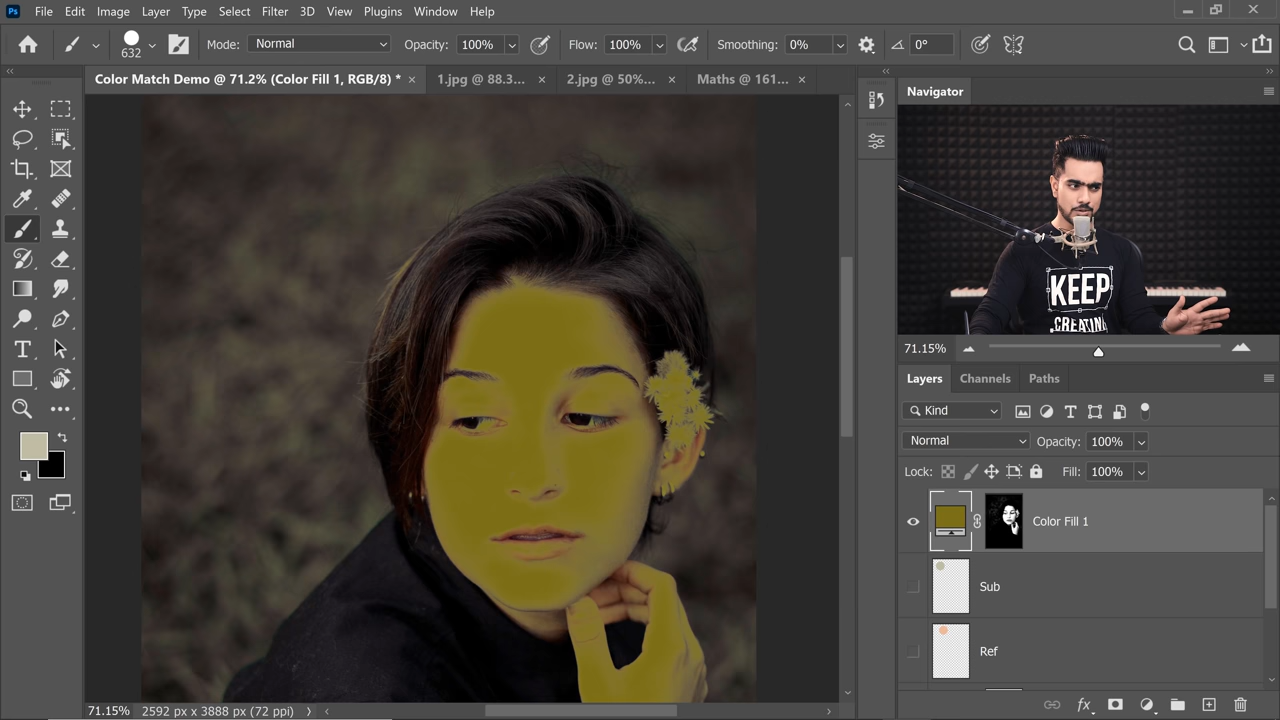 Ps File Edit Image Layer Type Select Filter 3D View Plugins Window Help
632 Mode: Normal Opacity: 100% Flow: 100% Smoothing: 0% 0°
Color Match Demo @ 71.2% (Color Fill 1, RGB/8) * × 1.jpg @ 88.3... × 2.jpg @ 50%... × Maths @ 161... ×
Navigator
KEEP
CREATING
71.15%
Layers Channels Paths
Kind
Normal Opacity: 100%
Lock: Fill: 100%
Color Fill 1
Sub
Ref
71.15% 2592 px x 3888 px (72 ppi)
fx